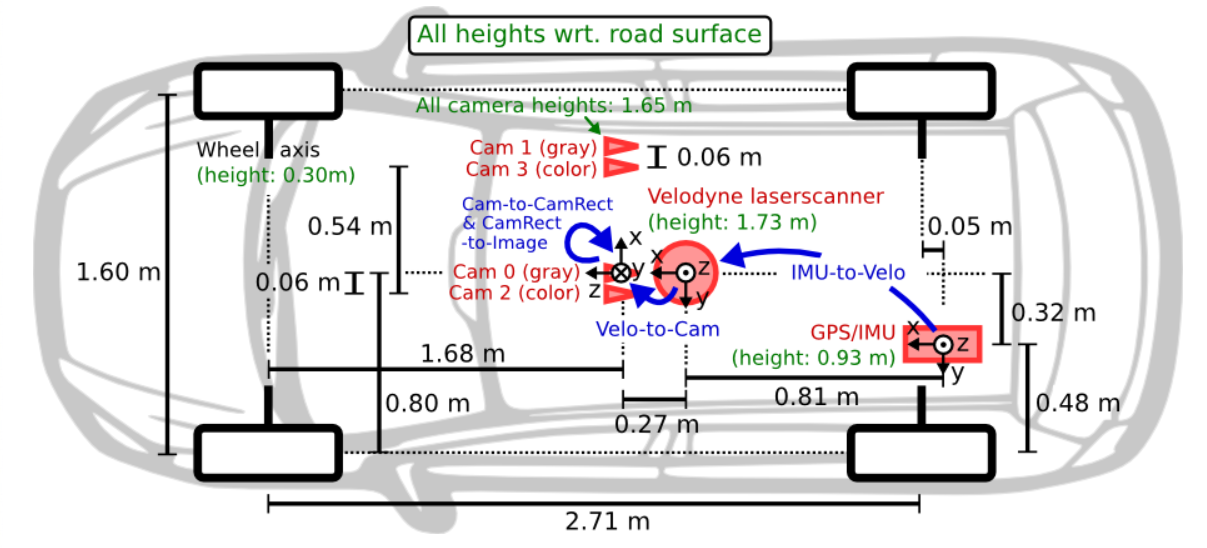 All heights wrt. road surface
All camera heights: 1.65 m
Wheel axis
(height: 0.30m)
Cam 1 (gray)
Cam 3 (color)
0.06 m
Velodyne laserscanner
(height: 1.73 m)
Cam-to-CamRect
& CamRect
-to-Image
0.54 m
0.05 m
1.60 m
0.06 m
Cam 0 (gray)
Cam 2 (color)
x
y
z
x
z
y
IMU-to-Velo
0.32 m
Velo-to-Cam
GPS/IMU
(height: 0.93 m)
x
z
y
1.68 m
0.80 m
0.27 m
0.81 m
0.48 m
2.71 m